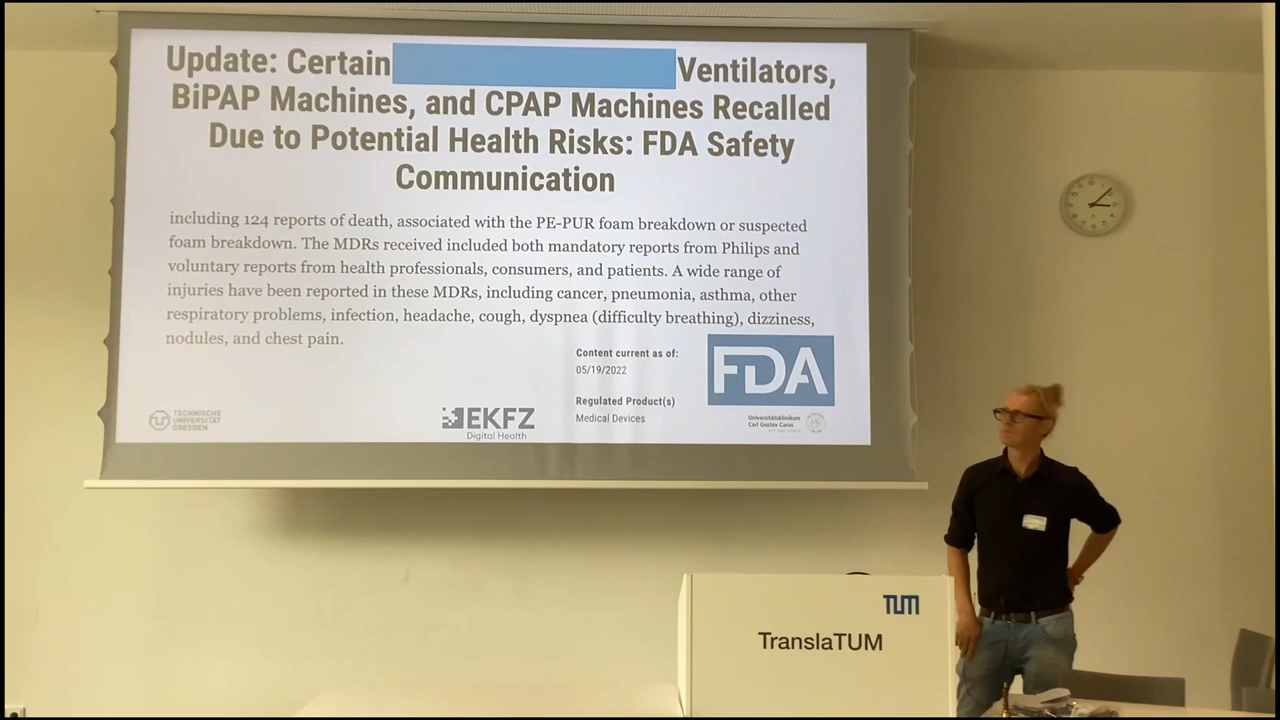 Update: Certain Ventilators,
BiPAP Machines, and CPAP Machines Recalled
Due to Potential Health Risks: FDA Safety
Communication
including 124 reports of death, associated with the PE-PUR foam breakdown or suspected
foam breakdown. The MDRs received included both mandatory reports from Philips and
voluntary reports from health professionals, consumers, and patients. A wide range of
injuries have been reported in these MDRs, including cancer, pneumonia, asthma, other
respiratory problems, infection, headache, cough, dyspnea (difficulty breathing), dizziness,
nodules, and chest pain.
Content current as of:
05/19/2022
Regulated Product(s)
Medical Devices
FDA
TECHNISCHE
UNIVERSITÄT
DRESDEN
EKFZ
Digital Health
Universitätsklinikum
Carl Gustav Carus
TUM
TranslaTUM